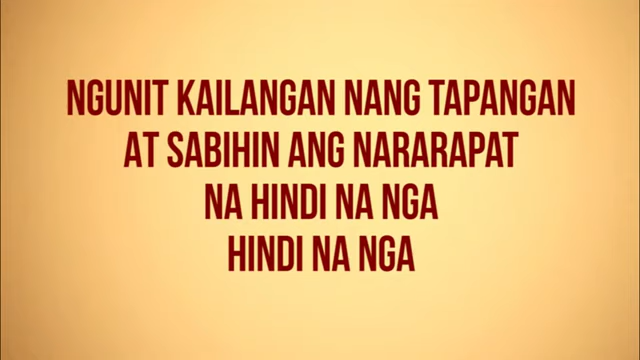 NGUNIT KAILANGAN NANG TAPANGAN
AT SABIHIN ANG NARARAPAT
NA HINDI NA NGA
HINDI NA NGA